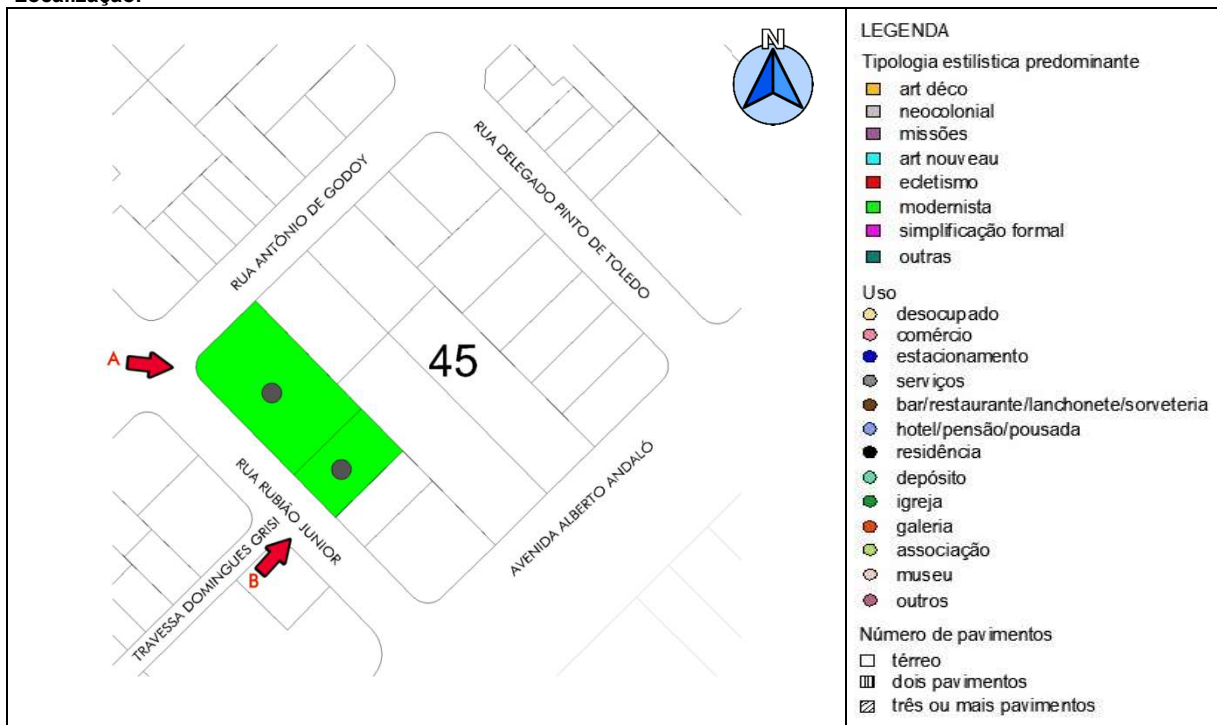 Localização:
N
RUA ANTÔNIO DE GODOY
RUA DELEGADO PINTO DE TOLEDO
45
A
RUA RUBIÃO JUNIOR
AVENIDA ALBERTO ANDALÓ
TRAVESSA DOMINGUES GRISI
B
LEGENDA
Tipologia estilística predominante
art déco
neocolonial
missões
art nouveau
ecletismo
modernista
simplificação formal
outras
Uso
desocupado
comércio
estacionamento
serviços
bar/restaurante/lanchonete/sorveteria
hotel/pensão/pousada
residência
depósito
igreja
galeria
associação
museu
outros
Número de pavimentos
térreo
dois pavimentos
três ou mais pavimentos